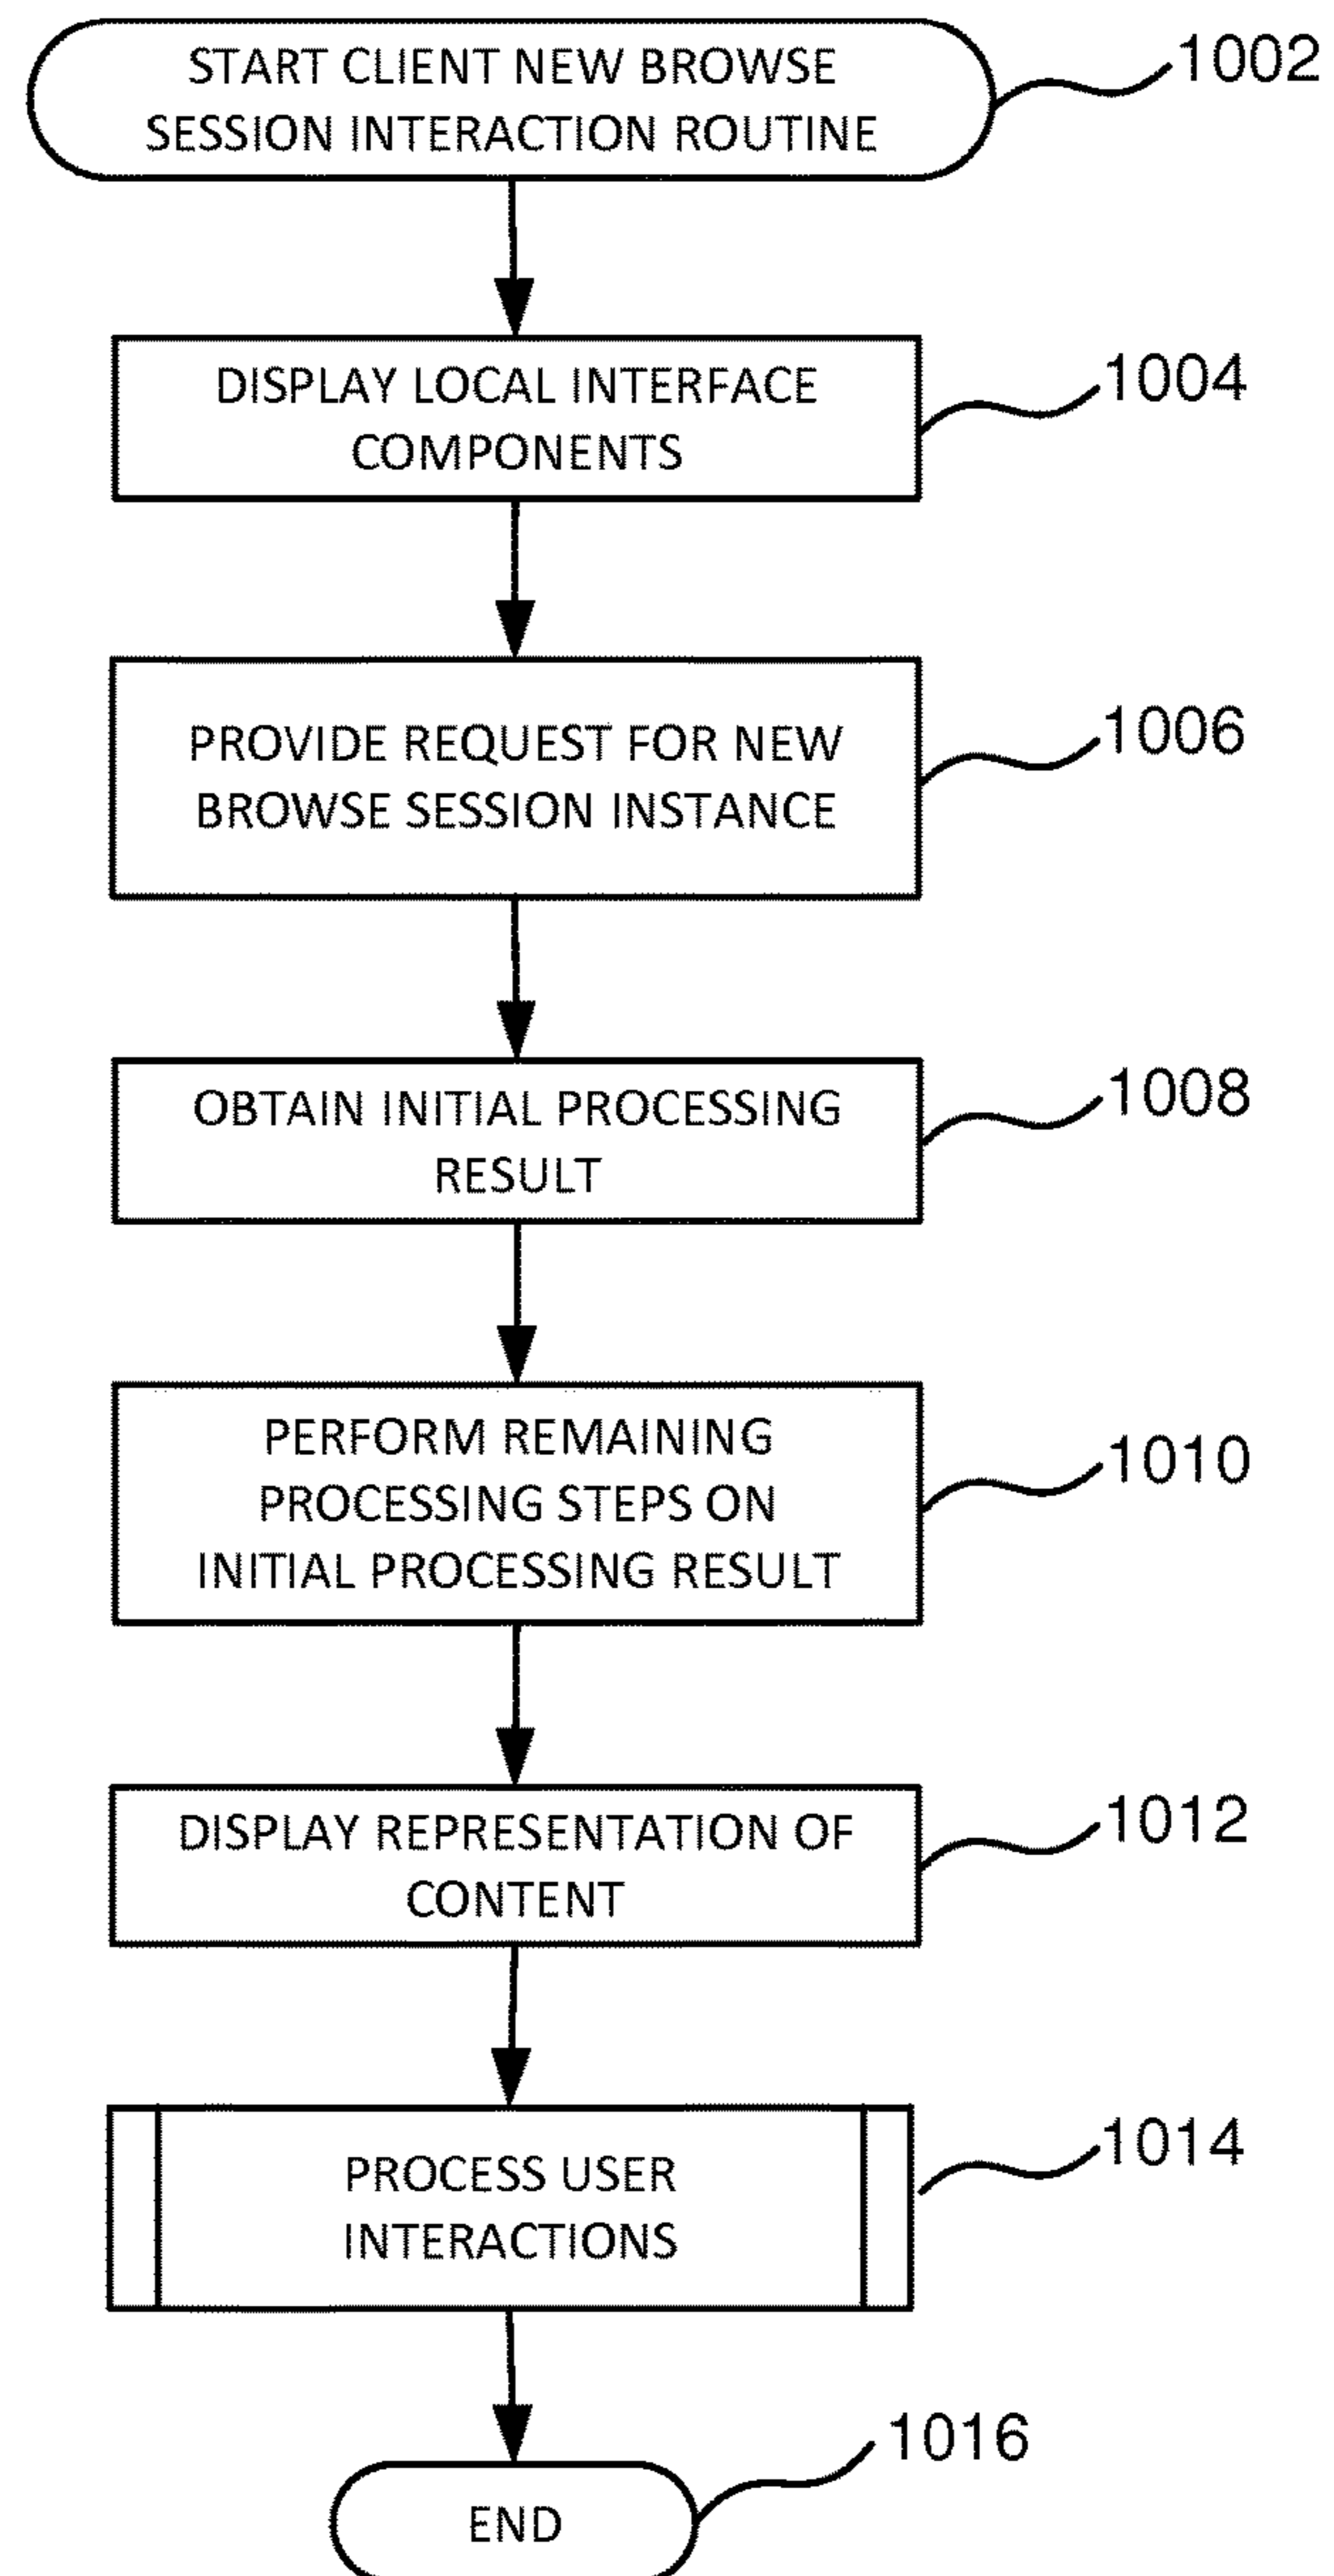 START CLIENT NEW BROWSE
SESSION INTERACTION ROUTINE
1002
DISPLAY LOCAL INTERFACE
COMPONENTS
1004
PROVIDE REQUEST FOR NEW
BROWSE SESSION INSTANCE
1006
OBTAIN INITIAL PROCESSING
RESULT
1008
PERFORM REMAINING
PROCESSING STEPS ON
INITIAL PROCESSING RESULT
1010
DISPLAY REPRESENTATION OF
CONTENT
1012
PROCESS USER
INTERACTIONS
1014
END
1016